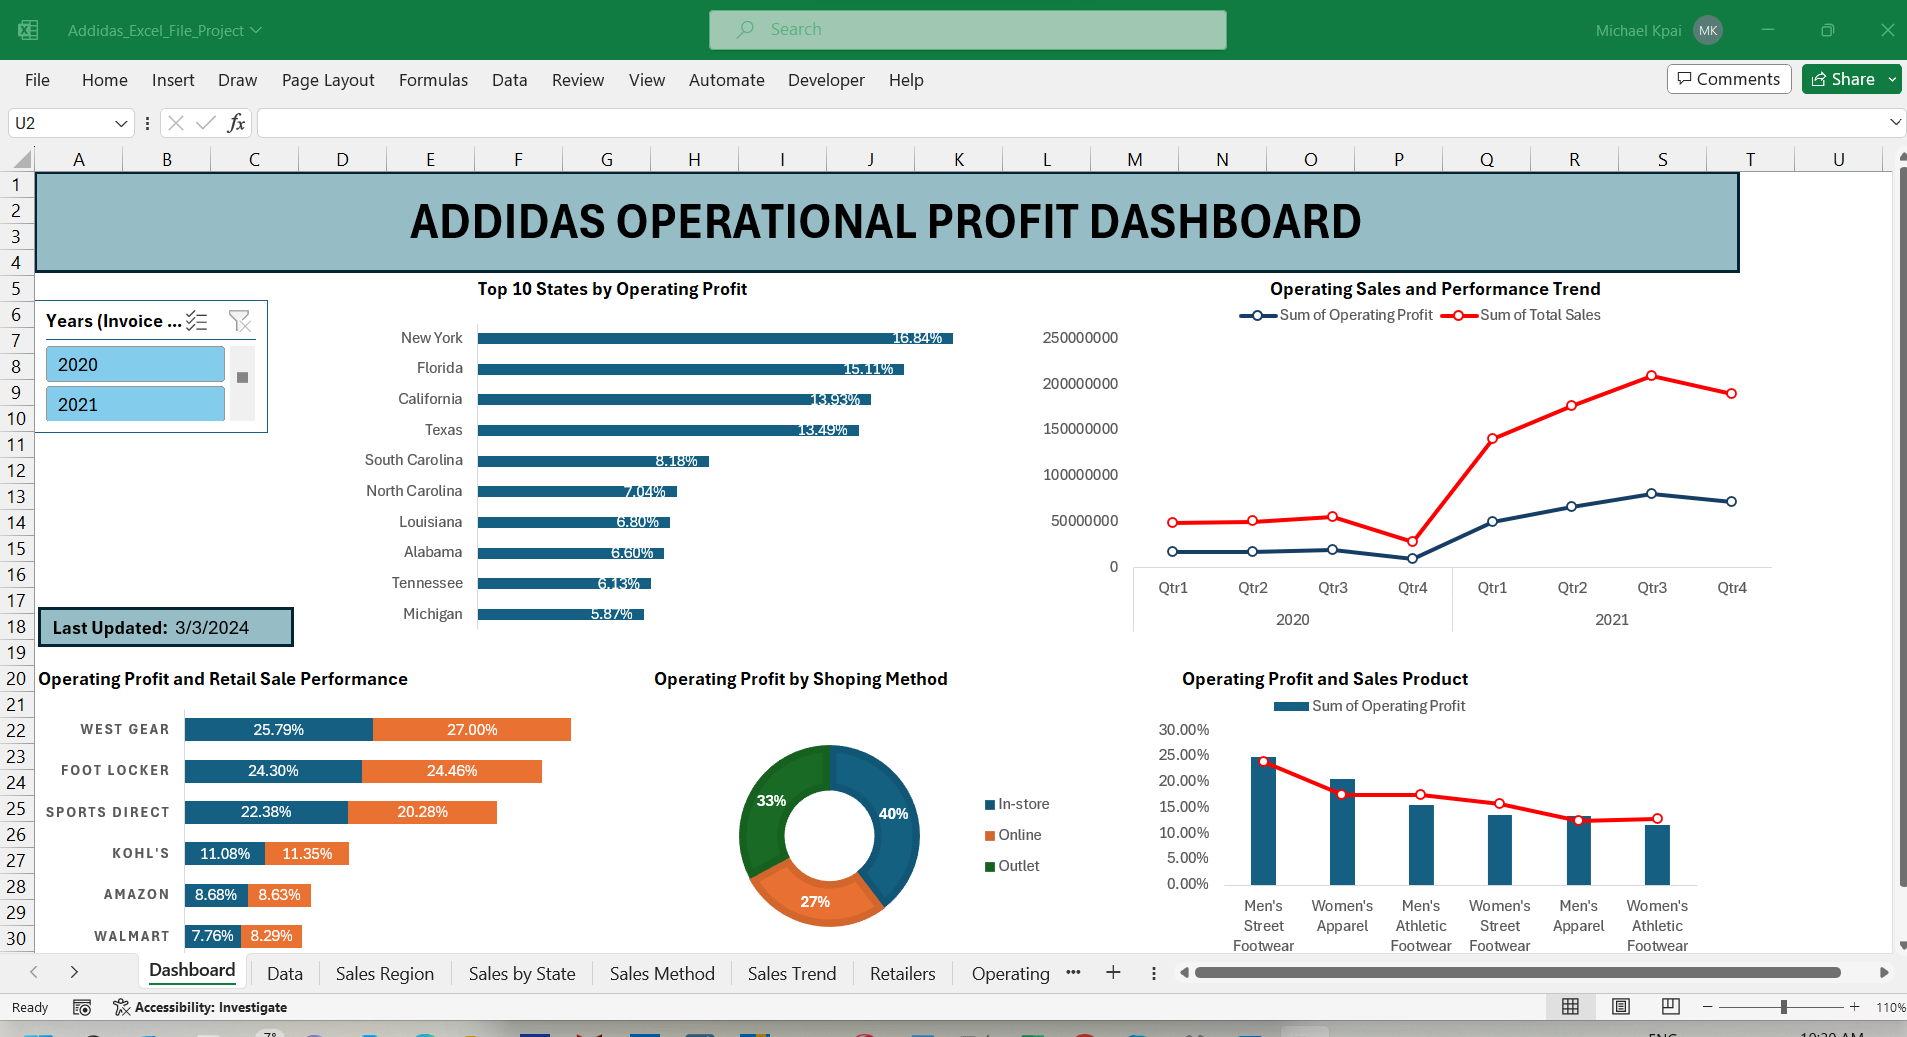 Addidas_Excel_File_Project
Search
Michael Kpai
MK
File Home Insert Draw Page Layout Formulas Data Review View Automate Developer Help
Comments
Share
U2
fx
A B C D E F G H I J K L M N O P Q R S T U
1
2
3
4
5
6
7
8
9
10
11
12
13
14
15
16
17
18
19
20
21
22
23
24
25
26
27
28
29
30
ADDIDAS OPERATIONAL PROFIT DASHBOARD
Years (Invoice ...
2020
2021
Last Updated: 3/3/2024
Top 10 States by Operating Profit
New York 16.84%
Florida 15.11%
California 13.93%
Texas 13.49%
South Carolina 8.18%
North Carolina 7.04%
Louisiana 6.80%
Alabama 6.60%
Tennessee 6.13%
Michigan 5.87%
Operating Sales and Performance Trend
Sum of Operating Profit Sum of Total Sales
250000000
200000000
150000000
100000000
50000000
0
Qtr1 Qtr2 Qtr3 Qtr4 Qtr1 Qtr2 Qtr3 Qtr4
2020 2021
Operating Profit and Retail Sale Performance
WEST GEAR 25.79% 27.00%
FOOT LOCKER 24.30% 24.46%
SPORTS DIRECT 22.38% 20.28%
KOHL'S 11.08% 11.35%
AMAZON 8.68% 8.63%
WALMART 7.76% 8.29%
Operating Profit by Shoping Method
33%
40%
27%
In-store
Online
Outlet
Operating Profit and Sales Product
Sum of Operating Profit
30.00%
25.00%
20.00%
15.00%
10.00%
5.00%
0.00%
Men's Women's Men's Women's Men's Women's
Street Apparel Athletic Street Apparel Athletic
Footwear Footwear Footwear Footwear
Dashboard Data Sales Region Sales by State Sales Method Sales Trend Retailers Operating ...
Ready
Accessibility: Investigate
110%